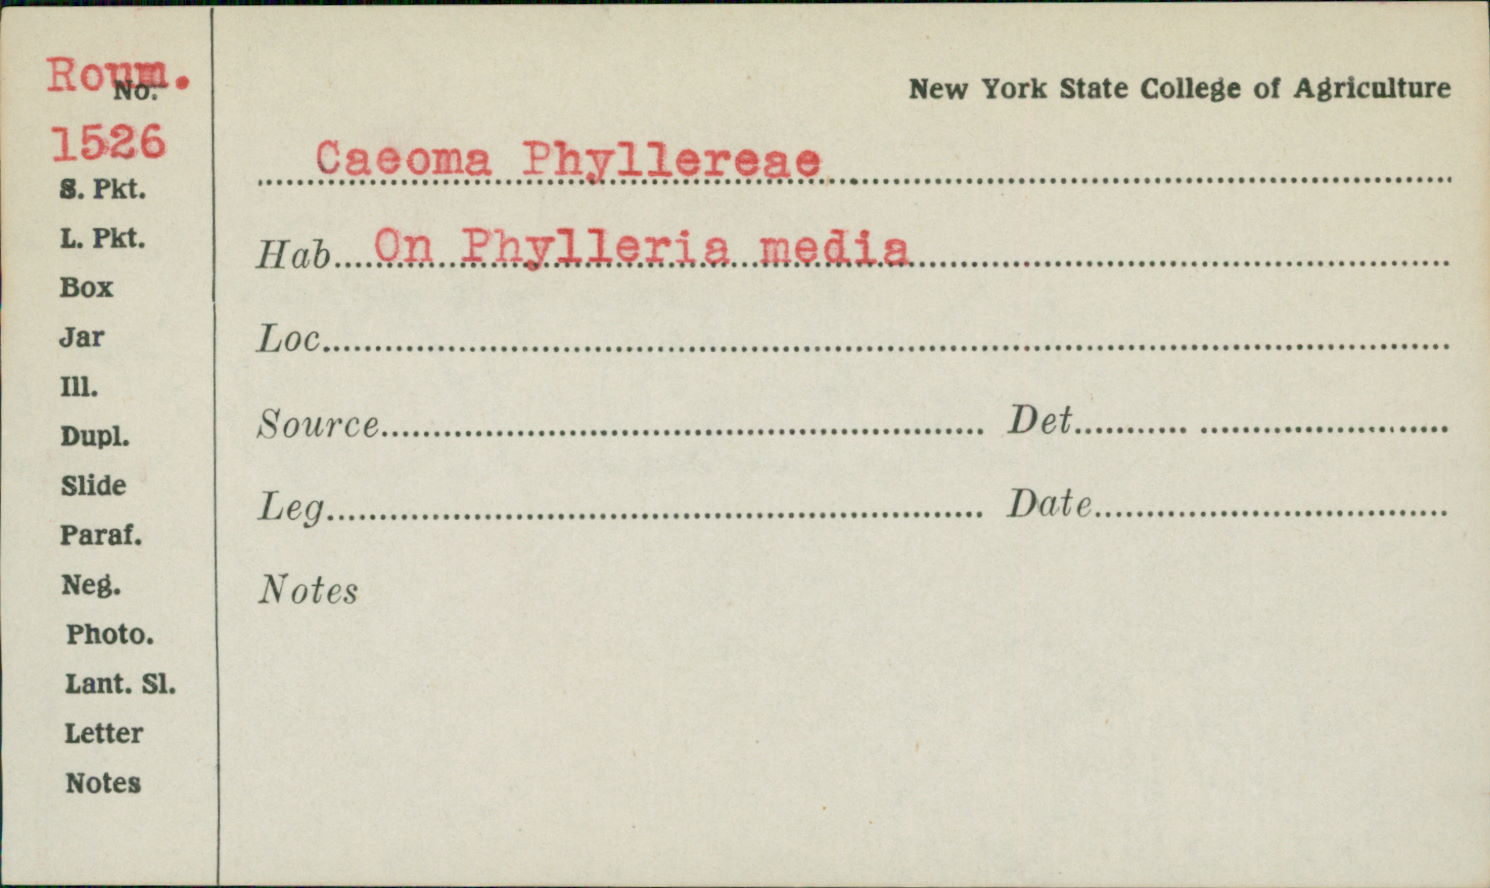 Roum.
No.
1526
S. Pkt.
L. Pkt.
Box
Jar
Ill.
Dupl.
Slide
Paraf.
Neg.
Photo.
Lant. Sl.
Letter
Notes
New York State College of Agriculture
Caeoma Phyllereae
Hab....On Phylleria media
Loc.
Source
Det.
Leg.
Date
Notes